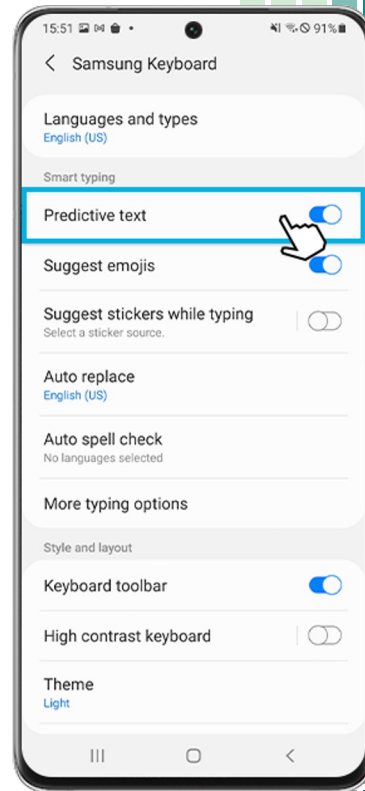 15:51
91%
Samsung Keyboard
Languages and types
English (US)
Smart typing
Predictive text
Suggest emojis
Suggest stickers while typing
Select a sticker source.
Auto replace
English (US)
Auto spell check
No languages selected
More typing options
Style and layout
Keyboard toolbar
High contrast keyboard
Theme
Light